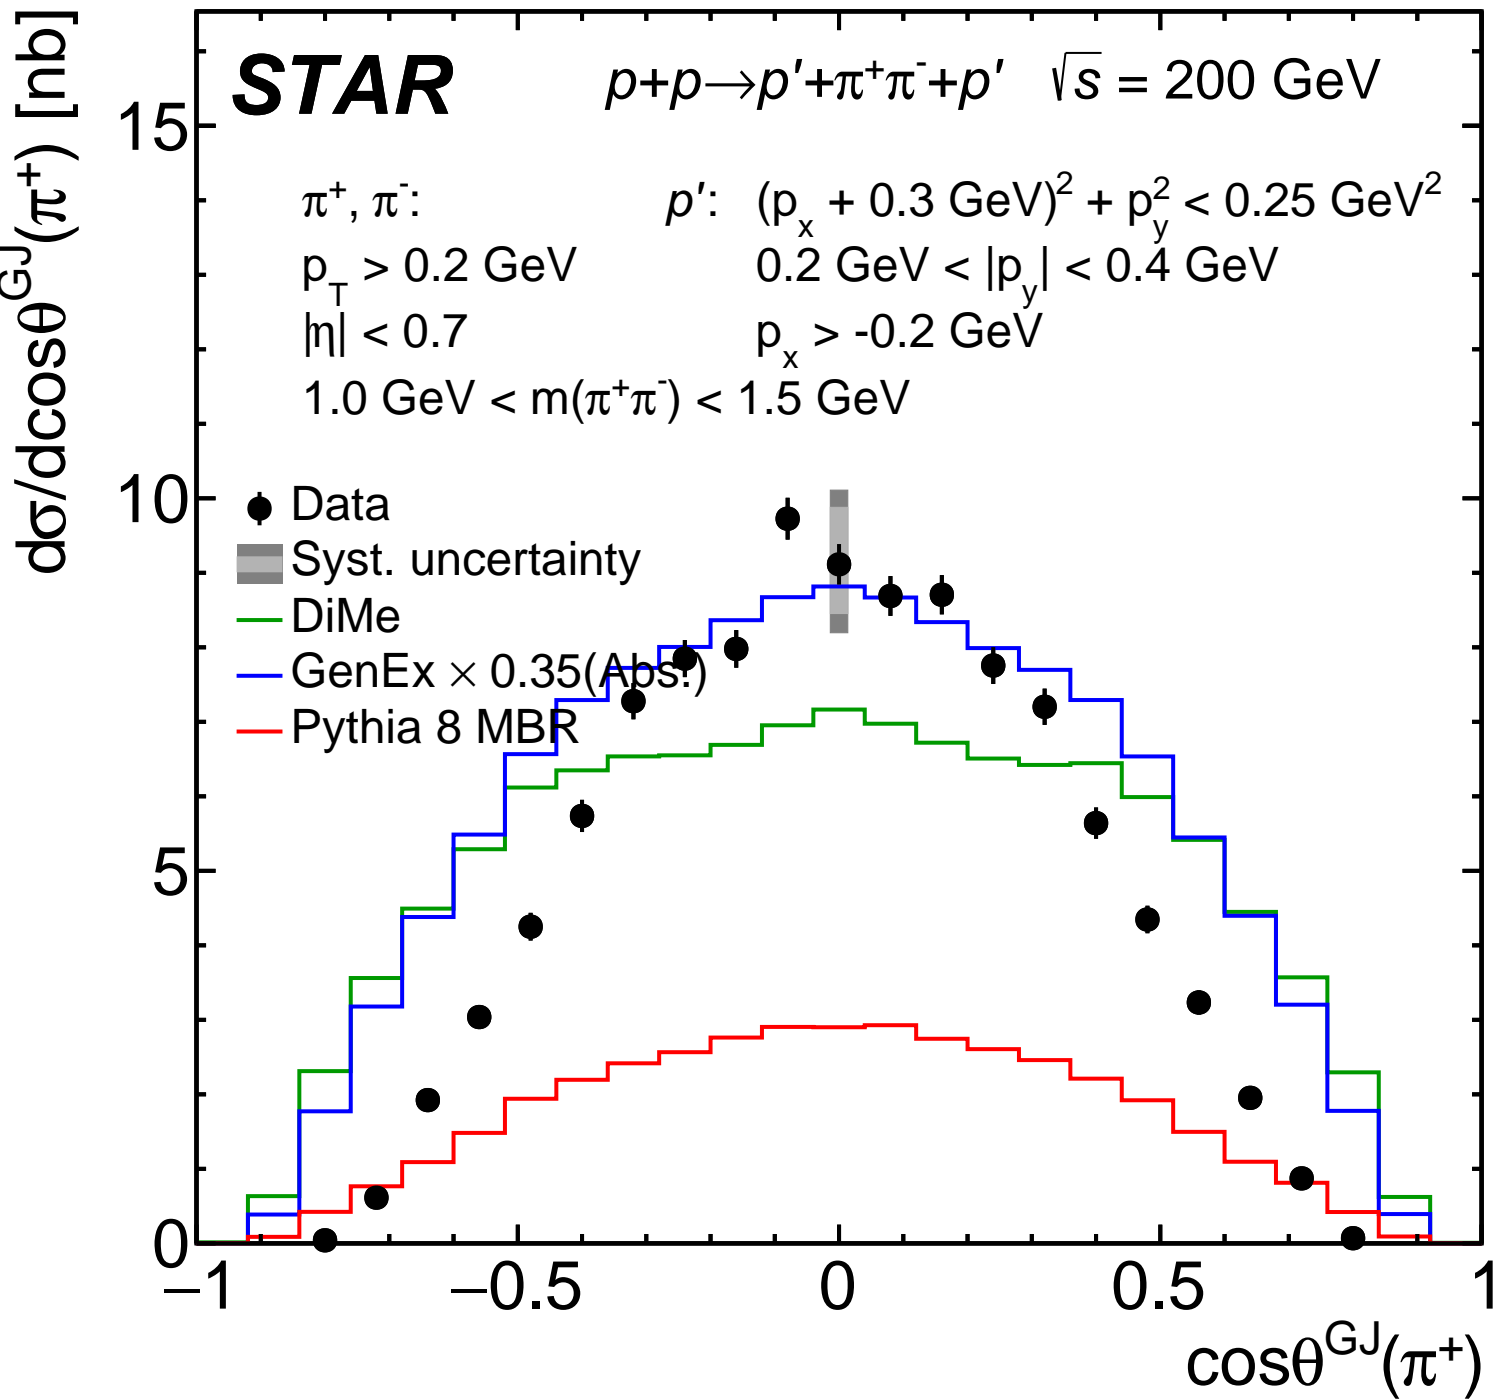 STAR p+p→p′+π⁺π⁻+p′ √s = 200 GeV
π⁺, π⁻: p′: (pₓ + 0.3 GeV)² + p_y² < 0.25 GeV²
p_T > 0.2 GeV 0.2 GeV < |p_y| < 0.4 GeV
|η| < 0.7 pₓ > -0.2 GeV
1.0 GeV < m(π⁺π⁻) < 1.5 GeV
Data
Syst. uncertainty
DiMe
GenEx × 0.35(Abs.)
Pythia 8 MBR
dσ/dcosθ^GJ(π⁺) [nb]
15
10
5
0
−1 −0.5 0 0.5 1
cosθ^GJ(π⁺)